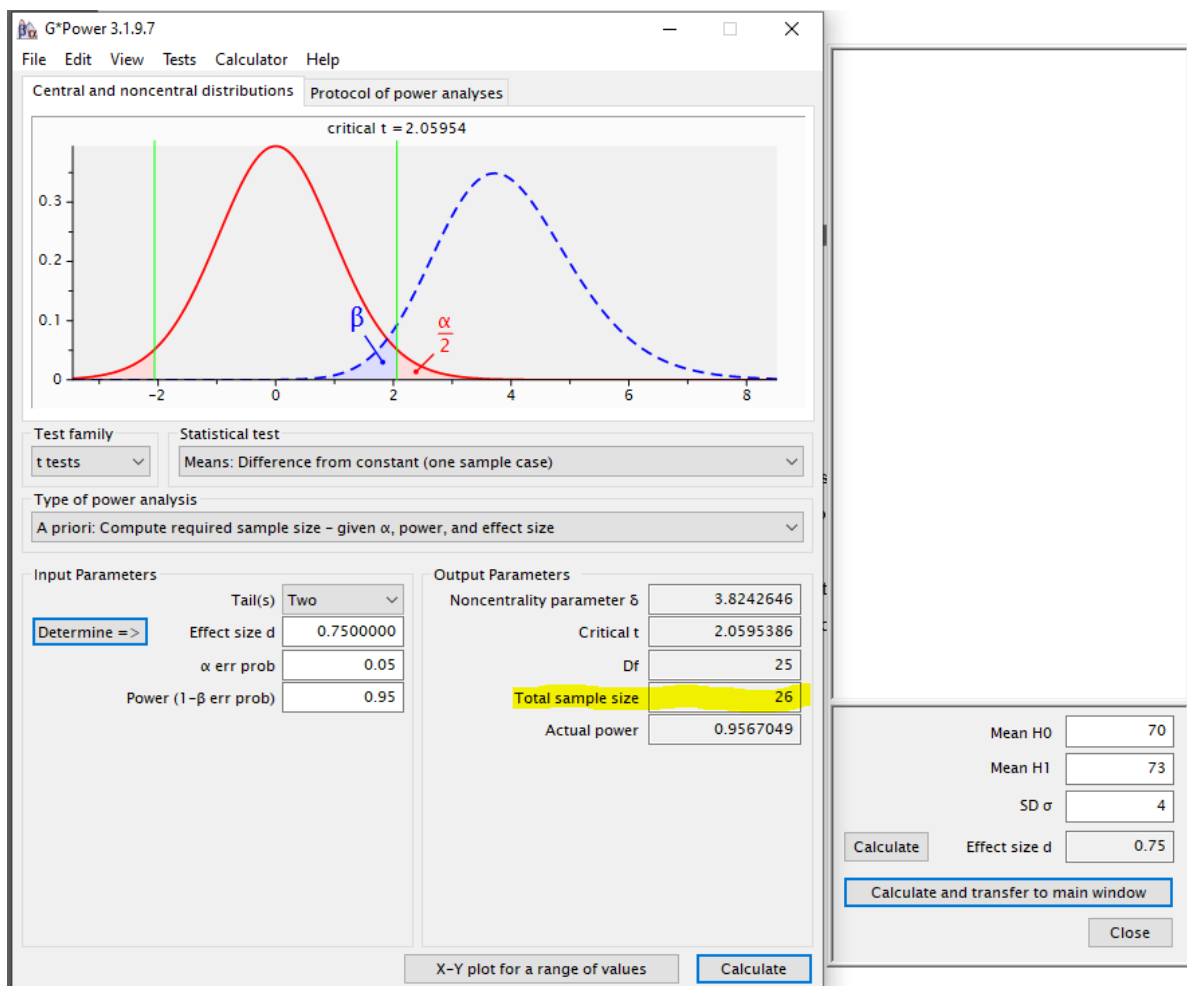 G*Power 3.1.9.7
File Edit View Tests Calculator Help
Central and noncentral distributions Protocol of power analyses
critical t = 2.05954
0.3
0.2
0.1
0
β
α
2
-2 0 2 4 6 8
Test family Statistical test
t tests Means: Difference from constant (one sample case)
Type of power analysis
A priori: Compute required sample size - given α, power, and effect size
Input Parameters Output Parameters
Tail(s) Two Noncentrality parameter δ 3.8242646
Determine => Effect size d 0.7500000 Critical t 2.0595386
α err prob 0.05 Df 25
Power (1-β err prob) 0.95 Total sample size 26
Actual power 0.9567049
Mean H0 70
Mean H1 73
SD σ 4
Calculate Effect size d 0.75
Calculate and transfer to main window
Close
X-Y plot for a range of values Calculate